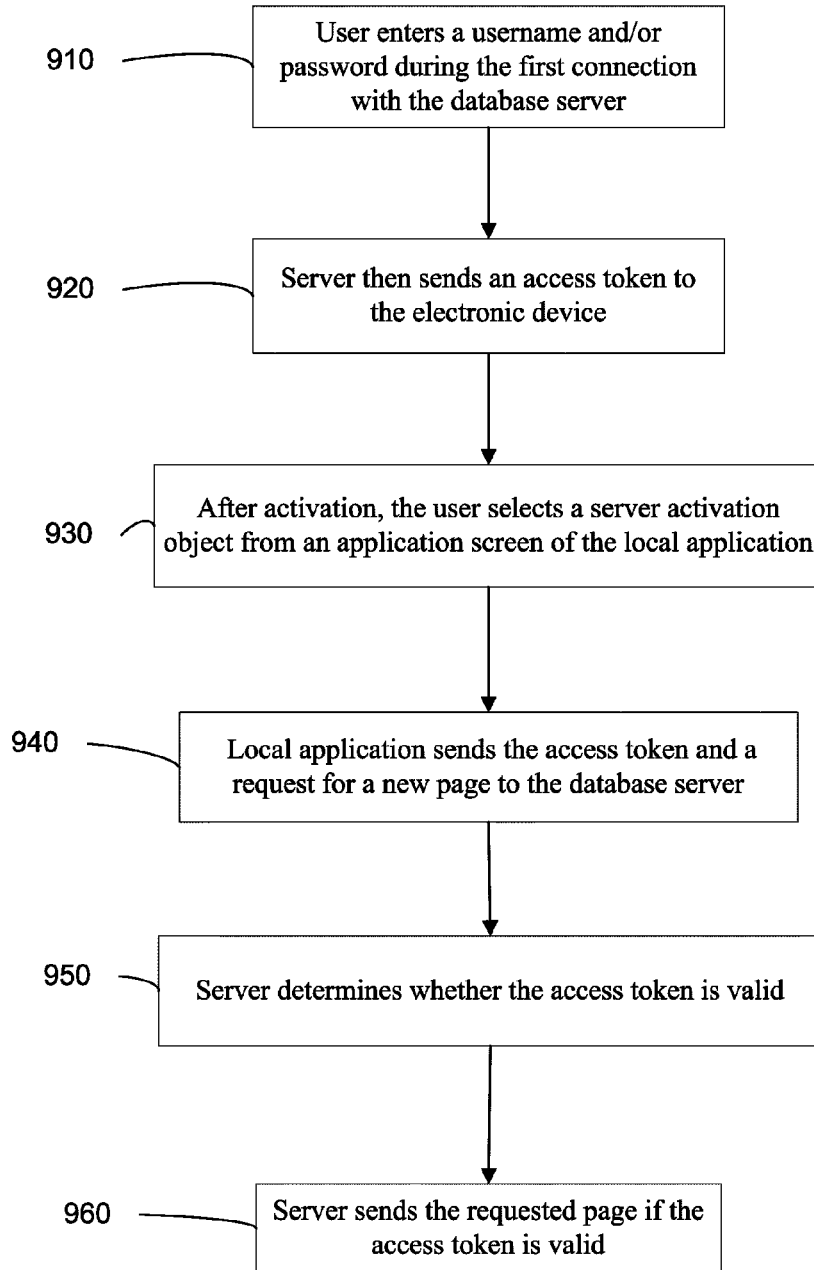 910
User enters a username and/or
password during the first connection
with the database server
920
Server then sends an access token to
the electronic device
930
After activation, the user selects a server activation
object from an application screen of the local application
940
Local application sends the access token and a
request for a new page to the database server
950
Server determines whether the access token is valid
960
Server sends the requested page if the
access token is valid